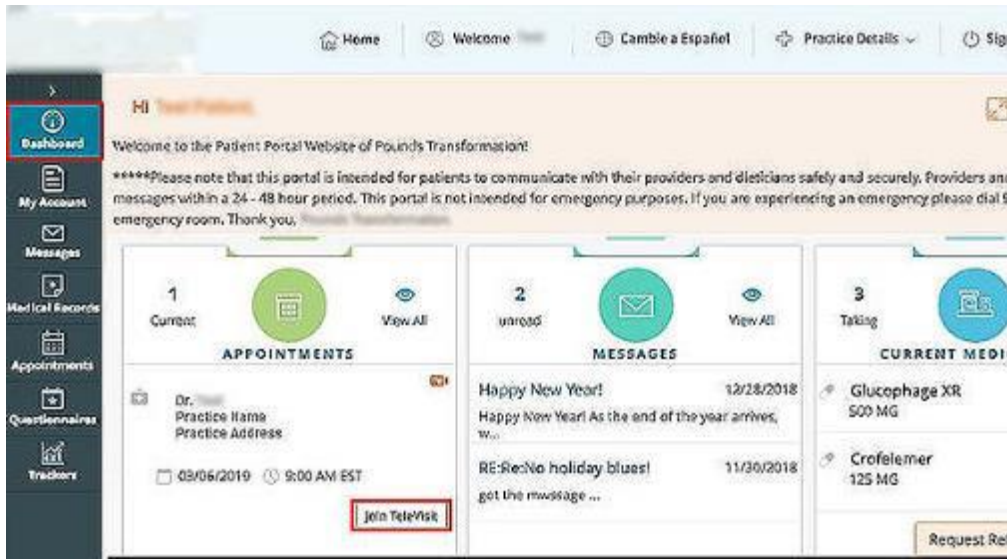 Home Welcome Cambie a Español Practice Details Sig
Hi
Welcome to the Patient Portal Website of Pounds Transformation!
*****Please note that this portal is intended for patients to communicate with their providers and dieticians safely and securely. Providers and
messages within a 24 - 48 hour period. This portal is not intended for emergency purposes. If you are experiencing an emergency please dial 9
emergency room. Thank you,
Dashboard
My Account
Messages
Medical Records
Appointments
Questionnaires
Trackers
1
Current
View All
APPOINTMENTS
Dr.
Practice Name
Practice Address
03/06/2019 9:00 AM EST
Join TeleVisit
2
unread
View All
MESSAGES
Happy New Year! 12/28/2018
Happy New Year! As the end of the year arrives,
w...
RE:Re:No holiday blues! 11/30/2018
got the mwssage ...
3
Taking
CURRENT MEDI
Glucophage XR
500 MG
Crofelemer
125 MG
Request Re